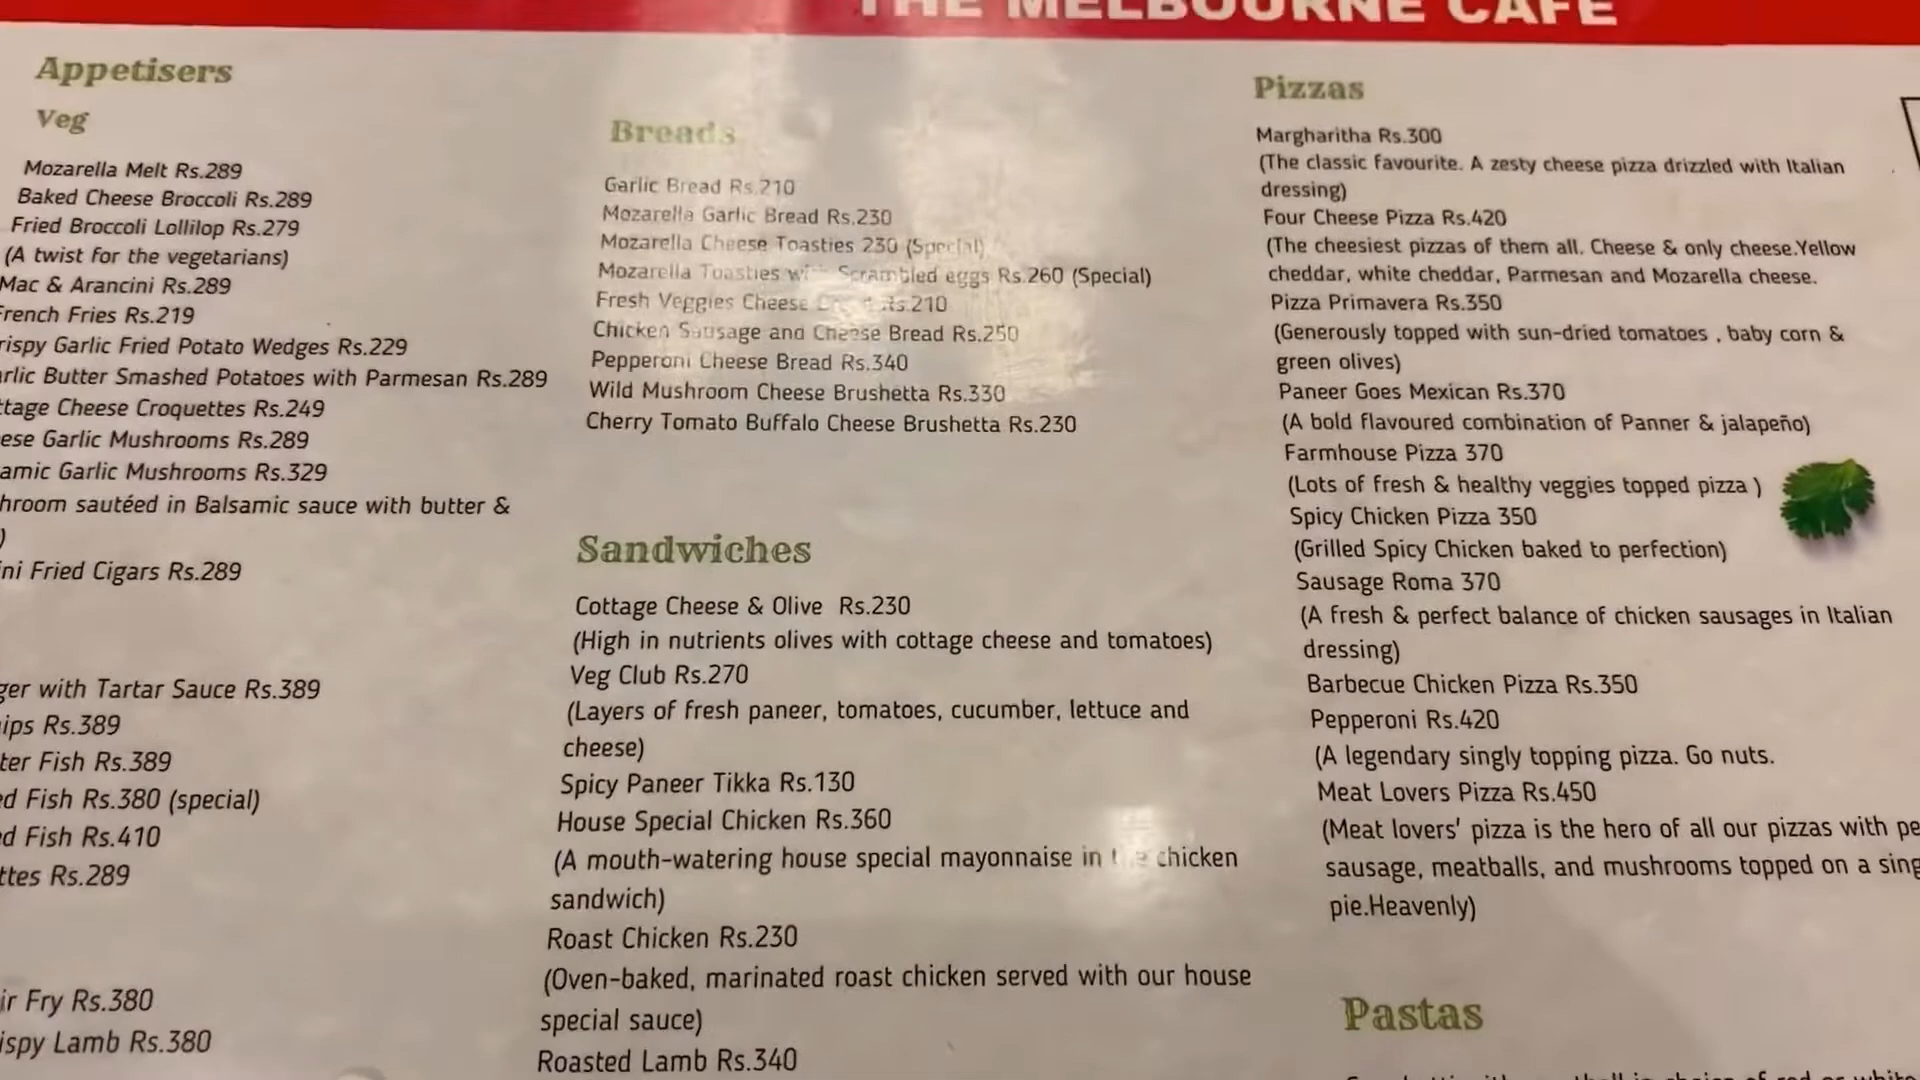 THE MELBOURNE CAFE
Appetisers
Veg
Mozarella Melt Rs.289
Baked Cheese Broccoli Rs.289
Fried Broccoli Lollilop Rs.279
(A twist for the vegetarians)
Mac & Arancini Rs.289
French Fries Rs.219
rispy Garlic Fried Potato Wedges Rs.229
arlic Butter Smashed Potatoes with Parmesan Rs.289
ttage Cheese Croquettes Rs.249
ese Garlic Mushrooms Rs.289
amic Garlic Mushrooms Rs.329
hroom sautéed in Balsamic sauce with butter &
)
ni Fried Cigars Rs.289
ger with Tartar Sauce Rs.389
ips Rs.389
ter Fish Rs.389
ed Fish Rs.380 (special)
d Fish Rs.410
ttes Rs.289
ir Fry Rs.380
ispy Lamb Rs.380
Breads
Garlic Bread Rs.210
Mozarella Garlic Bread Rs.230
Mozarella Cheese Toasties 230 (Special)
Mozarella Toasties with Scrambled eggs Rs.260 (Special)
Fresh Veggies Cheese Rs.210
Chicken Sausage and Cheese Bread Rs.250
Pepperoni Cheese Bread Rs.340
Wild Mushroom Cheese Brushetta Rs.330
Cherry Tomato Buffalo Cheese Brushetta Rs.230
Sandwiches
Cottage Cheese & Olive Rs.230
(High in nutrients olives with cottage cheese and tomatoes)
Veg Club Rs.270
(Layers of fresh paneer, tomatoes, cucumber, lettuce and
cheese)
Spicy Paneer Tikka Rs.130
House Special Chicken Rs.360
(A mouth-watering house special mayonnaise in the chicken
sandwich)
Roast Chicken Rs.230
(Oven-baked, marinated roast chicken served with our house
special sauce)
Roasted Lamb Rs.340
Pizzas
Margharitha Rs.300
(The classic favourite. A zesty cheese pizza drizzled with Italian
dressing)
Four Cheese Pizza Rs.420
(The cheesiest pizzas of them all. Cheese & only cheese.Yellow
cheddar, white cheddar, Parmesan and Mozarella cheese.
Pizza Primavera Rs.350
(Generously topped with sun-dried tomatoes , baby corn &
green olives)
Paneer Goes Mexican Rs.370
(A bold flavoured combination of Panner & jalapeño)
Farmhouse Pizza 370
(Lots of fresh & healthy veggies topped pizza )
Spicy Chicken Pizza 350
(Grilled Spicy Chicken baked to perfection)
Sausage Roma 370
(A fresh & perfect balance of chicken sausages in Italian
dressing)
Barbecue Chicken Pizza Rs.350
Pepperoni Rs.420
(A legendary singly topping pizza. Go nuts.
Meat Lovers Pizza Rs.450
(Meat lovers' pizza is the hero of all our pizzas with pe
sausage, meatballs, and mushrooms topped on a sing
pie.Heavenly)
Pastas